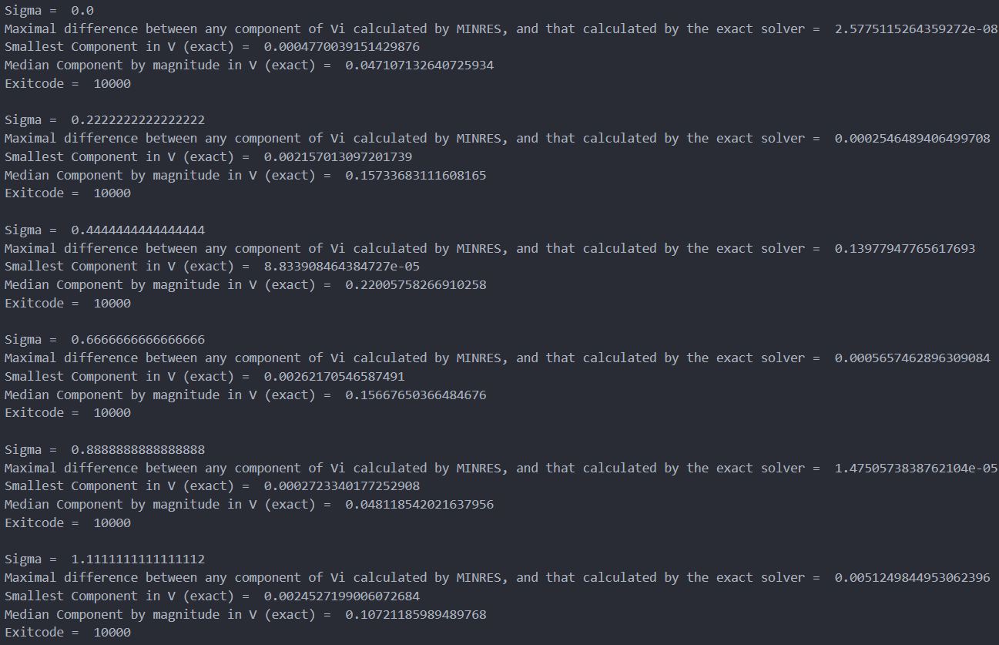 Sigma =  0.0
Maximal difference between any component of Vi calculated by MINRES, and that calculated by the exact solver =  2.5775115264359272e-08
Smallest Component in V (exact) =  0.0004770039151429876
Median Component by magnitude in V (exact) =  0.047107132640725934
Exitcode =  10000
Sigma =  0.2222222222222222
Maximal difference between any component of Vi calculated by MINRES, and that calculated by the exact solver =  0.0002546489406499708
Smallest Component in V (exact) =  0.002157013097201739
Median Component by magnitude in V (exact) =  0.15733683111608165
Exitcode =  10000
Sigma =  0.4444444444444444
Maximal difference between any component of Vi calculated by MINRES, and that calculated by the exact solver =  0.13977947765617693
Smallest Component in V (exact) =  8.833908464384727e-05
Median Component by magnitude in V (exact) =  0.22005758266910258
Exitcode =  10000
Sigma =  0.6666666666666666
Maximal difference between any component of Vi calculated by MINRES, and that calculated by the exact solver =  0.0005657462896309084
Smallest Component in V (exact) =  0.00262170546587491
Median Component by magnitude in V (exact) =  0.15667650366484676
Exitcode =  10000
Sigma =  0.8888888888888888
Maximal difference between any component of Vi calculated by MINRES, and that calculated by the exact solver =  1.4750573838762104e-05
Smallest Component in V (exact) =  0.0002723340177252908
Median Component by magnitude in V (exact) =  0.048118542021637956
Exitcode =  10000
Sigma =  1.1111111111111112
Maximal difference between any component of Vi calculated by MINRES, and that calculated by the exact solver =  0.0051249844953062396
Smallest Component in V (exact) =  0.0024527199006072684
Median Component by magnitude in V (exact) =  0.10721185989489768
Exitcode =  10000